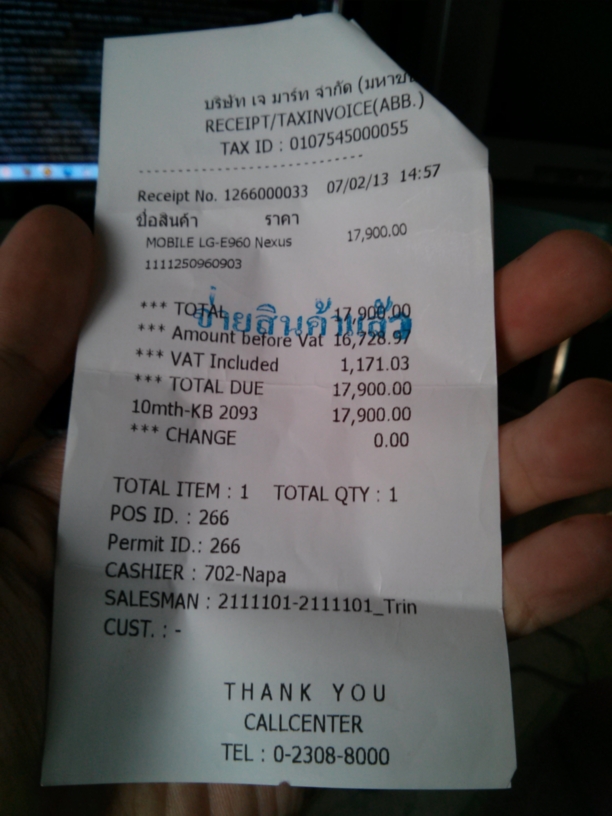 บริษัท เจ มาร์ท จำกัด
RECEIPT/TAXINVOICE(ABB.)
TAX ID : 0107545000055
Receipt No. 1266000033 07/02/13 14:57
ชื่อสินค้า ราคา
MOBILE LG-E960 Nexus 17,900.00
1111250960903
*** TOTAL 17,900.00
จ่ายสินค้าแล้ว
*** Amount before Vat 16,728.97
*** VAT Included 1,171.03
*** TOTAL DUE 17,900.00
10mth-KB 2093 17,900.00
*** CHANGE 0.00
TOTAL ITEM : 1 TOTAL QTY : 1
POS ID. : 266
Permit ID.: 266
CASHIER : 702-Napa
SALESMAN : 2111101-2111101_Trin
CUST. : -
THANK YOU
CALLCENTER
TEL : 0-2308-8000